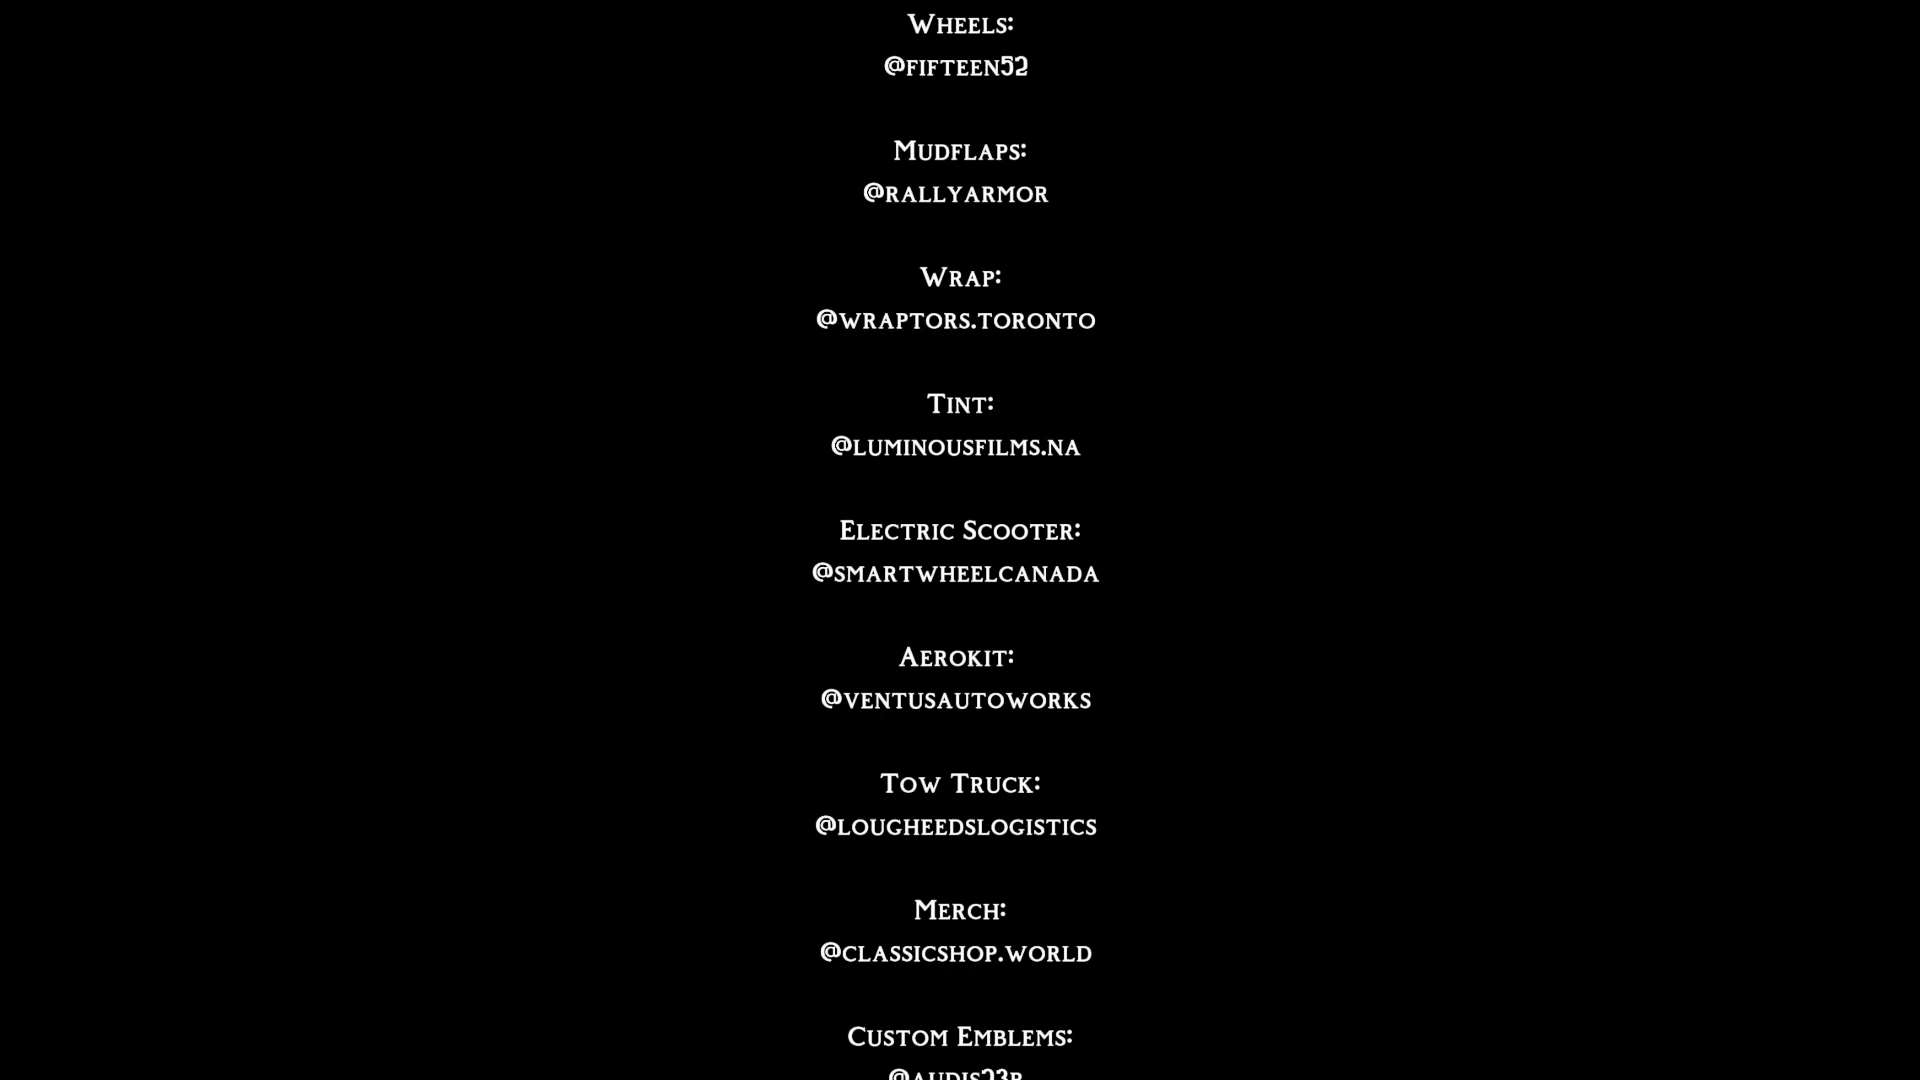 Wheels:
@fifteen52
Mudflaps:
@rallyarmor
Wrap:
@wraptors.toronto
Tint:
@luminousfilms.na
Electric Scooter:
@smartwheelcanada
Aerokit:
@ventusautoworks
Tow Truck:
@lougheedslogistics
Merch:
@classicshop.world
Custom Emblems: